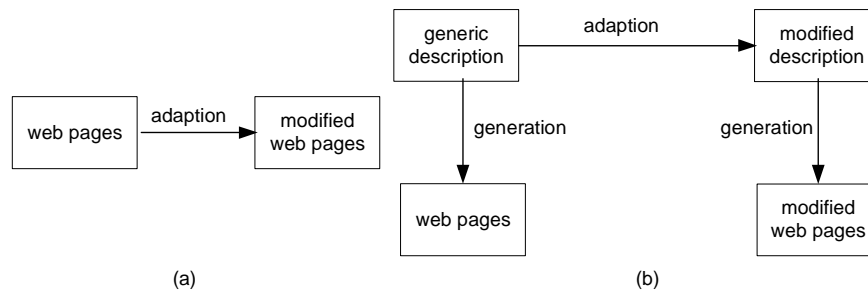 web pages
adaption
modified
web pages
(a)
generic
description
adaption
modified
description
generation
generation
web pages
modified
web pages
(b)